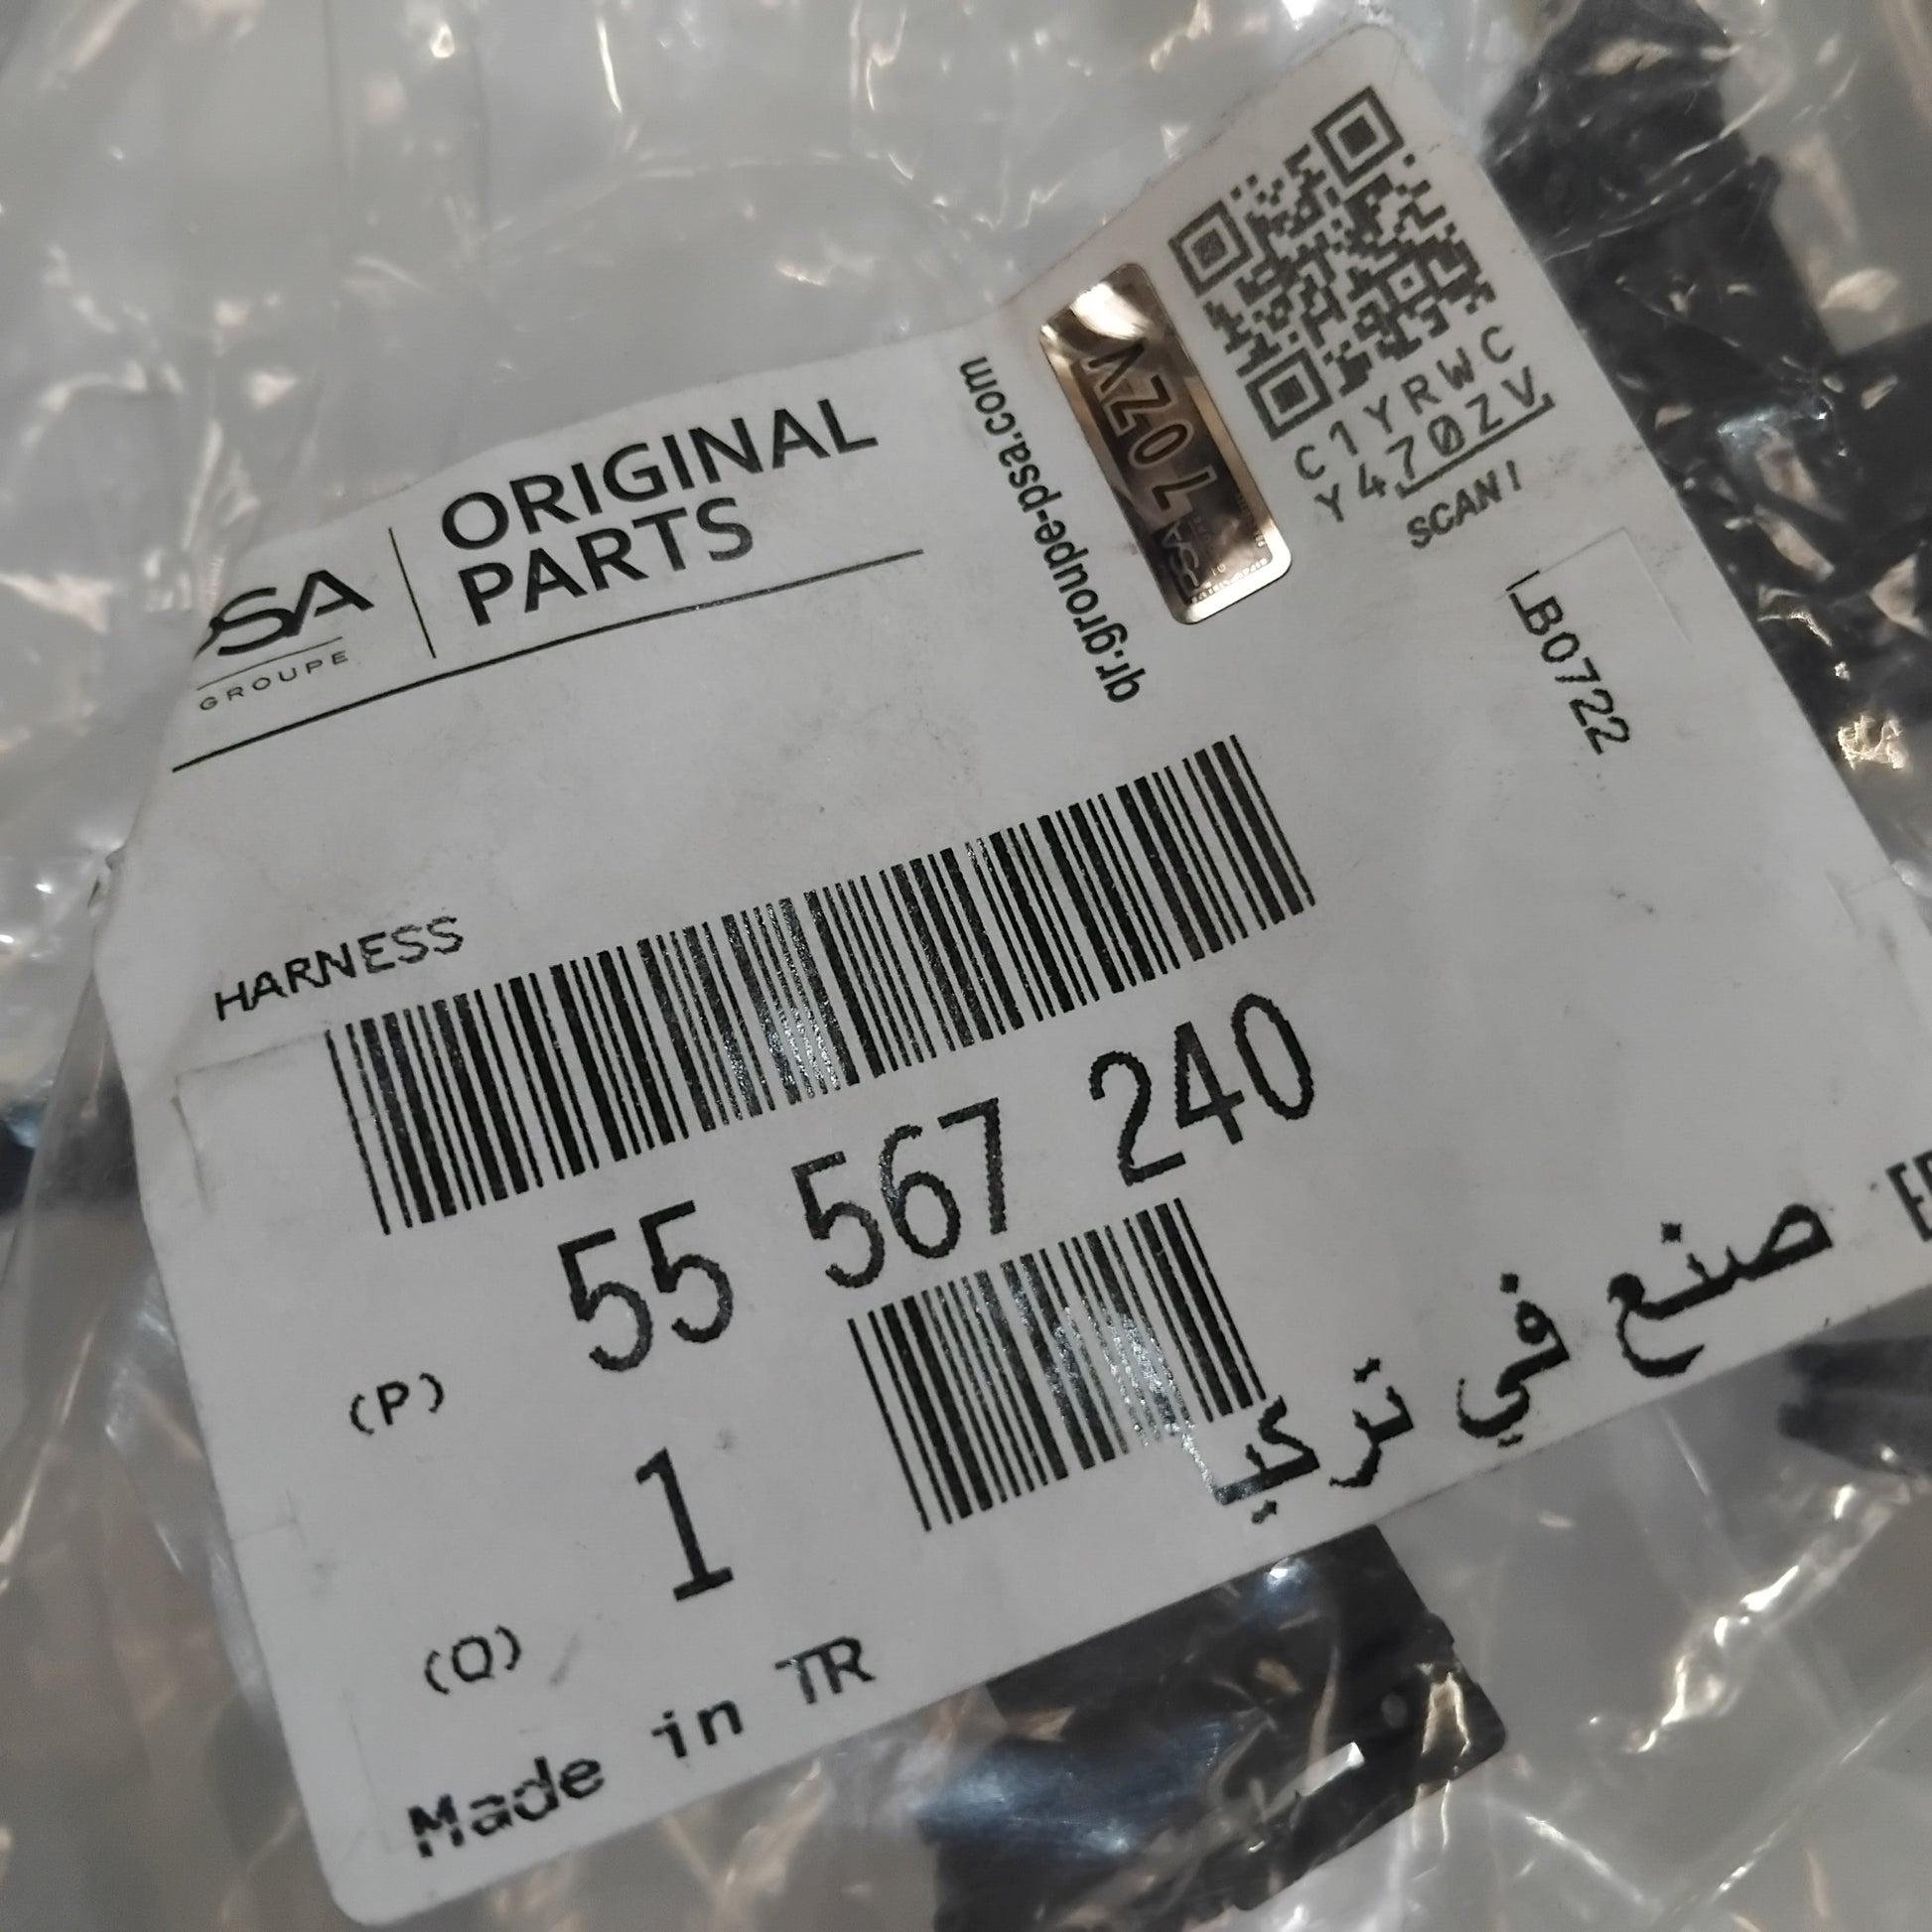 PSA
GROUPE
ORIGINAL
PARTS
qr.groupe-psa.com
70ZV
C1YRWC
Y470ZV
SCAN!
LB0722
HARNESS
(P) 55 567 240
(Q) 1
Made in TR
صنع في تركيا